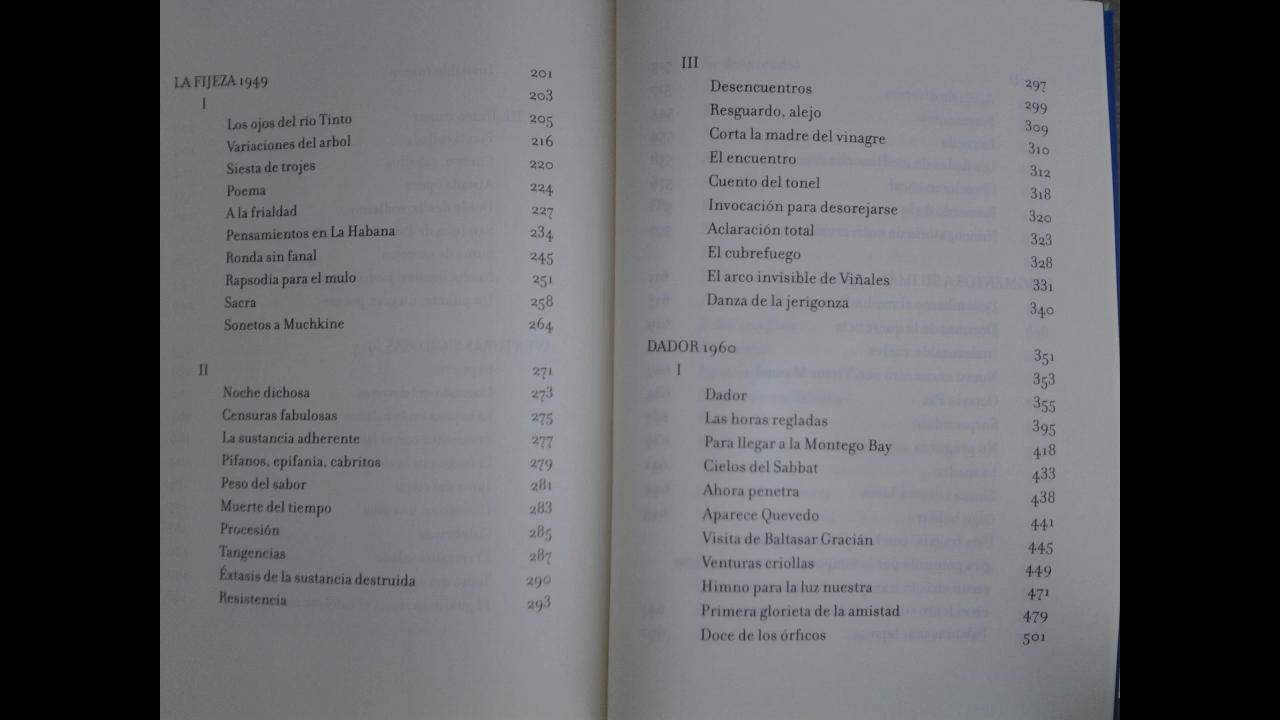 LA FIJEZA 1949 201
I 203
Los ojos del río Tinto 205
Variaciones del arbol 216
Siesta de trojes 220
Poema 224
A la frialdad 227
Pensamientos en La Habana 234
Ronda sin fanal 245
Rapsodia para el mulo 251
Sacra 258
Sonetos a Muchkine 264
II 271
Noche dichosa 273
Censuras fabulosas 275
La sustancia adherente 277
Pífanos, epifanía, cabritos 279
Peso del sabor 281
Muerte del tiempo 283
Procesión 285
Tangencias 287
Éxtasis de la sustancia destruida 290
Resistencia 293
III 297
Desencuentros 299
Resguardo, alejo 309
Corta la madre del vinagre 310
El encuentro 312
Cuento del tonel 318
Invocación para desorejarse 320
Aclaración total 323
El cubrefuego 328
El arco invisible de Viñales 331
Danza de la jerigonza 340
DADOR 1960 351
I 353
Dador 355
Las horas regladas 395
Para llegar a la Montego Bay 418
Cielos del Sabbat 433
Ahora penetra 438
Aparece Quevedo 441
Visita de Baltasar Gracián 445
Venturas criollas 449
Himno para la luz nuestra 471
Primera glorieta de la amistad 479
Doce de los órficos 501